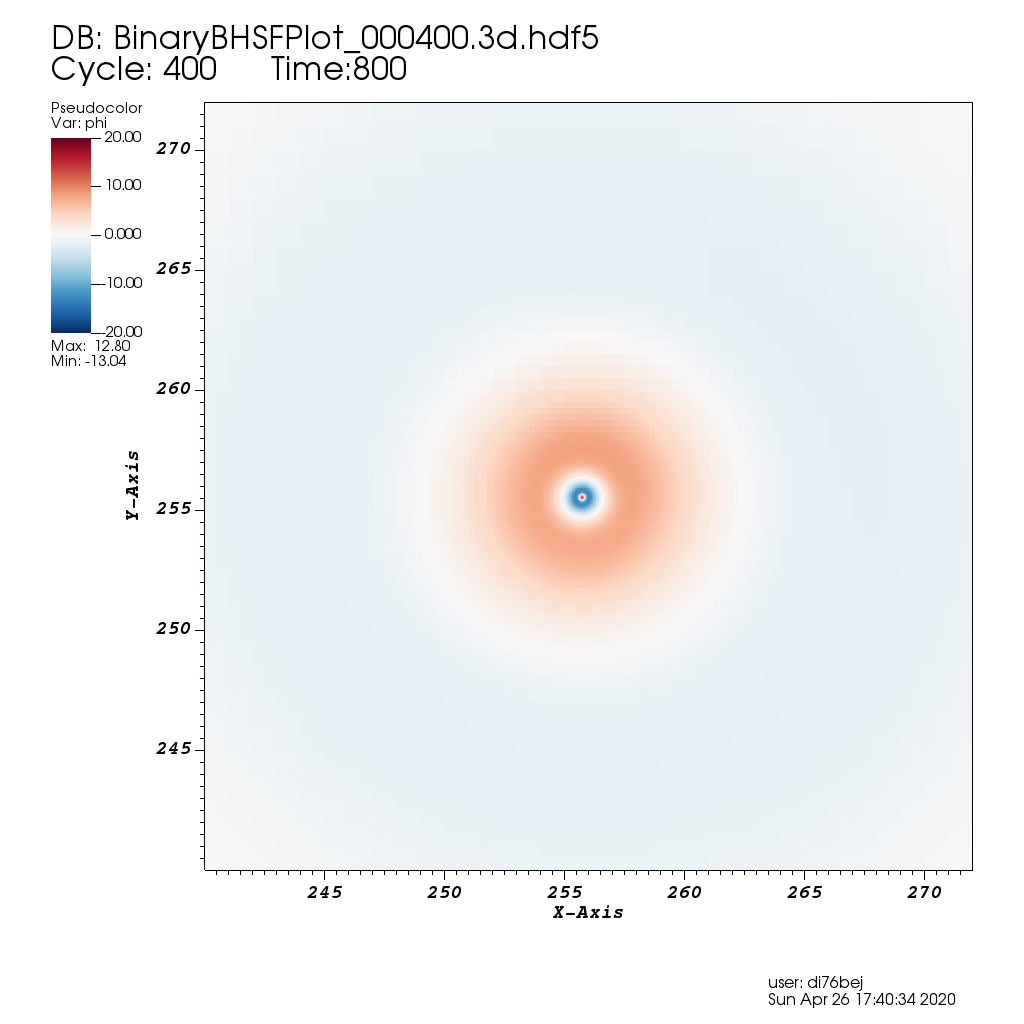 DB: BinaryBHSFPlot_000400.3d.hdf5
Cycle: 400 Time:800
Pseudocolor
Var: phi
20.00
10.00
0.000
-10.00
-20.00
Max: 12.80
Min: -13.04
270
265
260
255
250
245
Y-Axis
245 250 255 260 265 270
X-Axis
user: di76bej
Sun Apr 26 17:40:34 2020